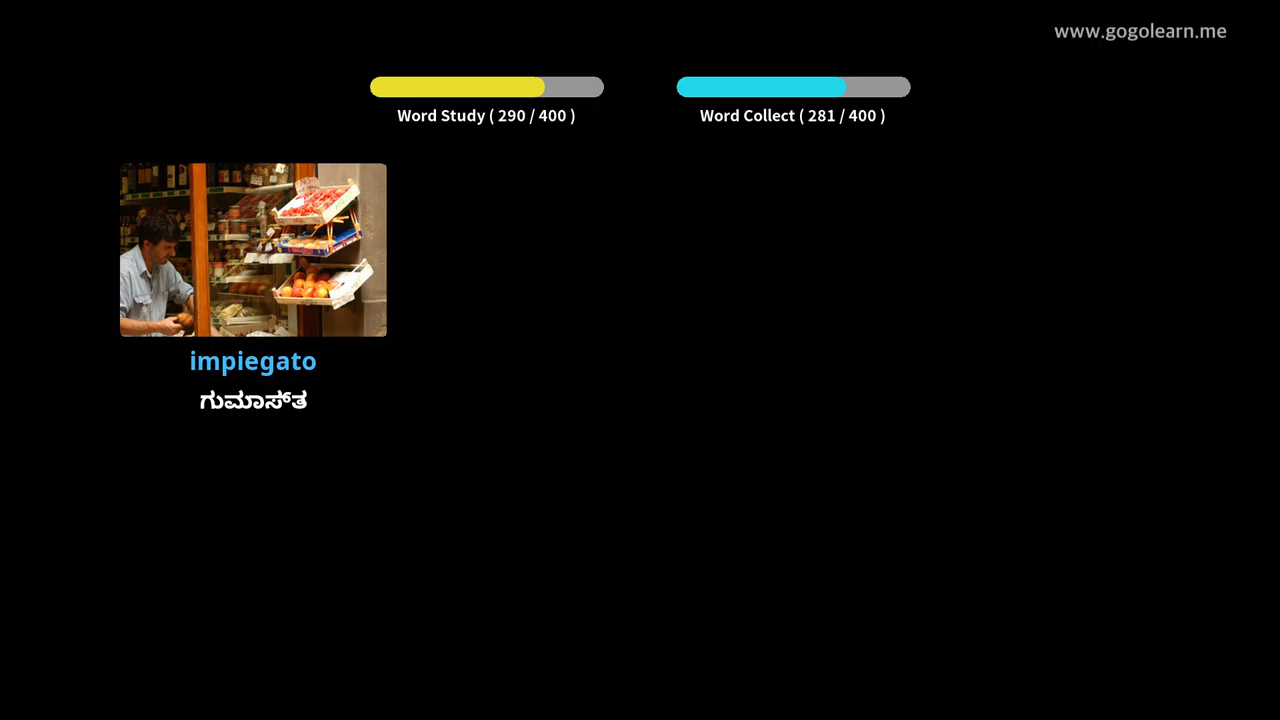 www.gogolearn.me
Word Study ( 290 / 400 )
Word Collect ( 281 / 400 )
impiegato
ಗುಮಾಸ್‌ತ